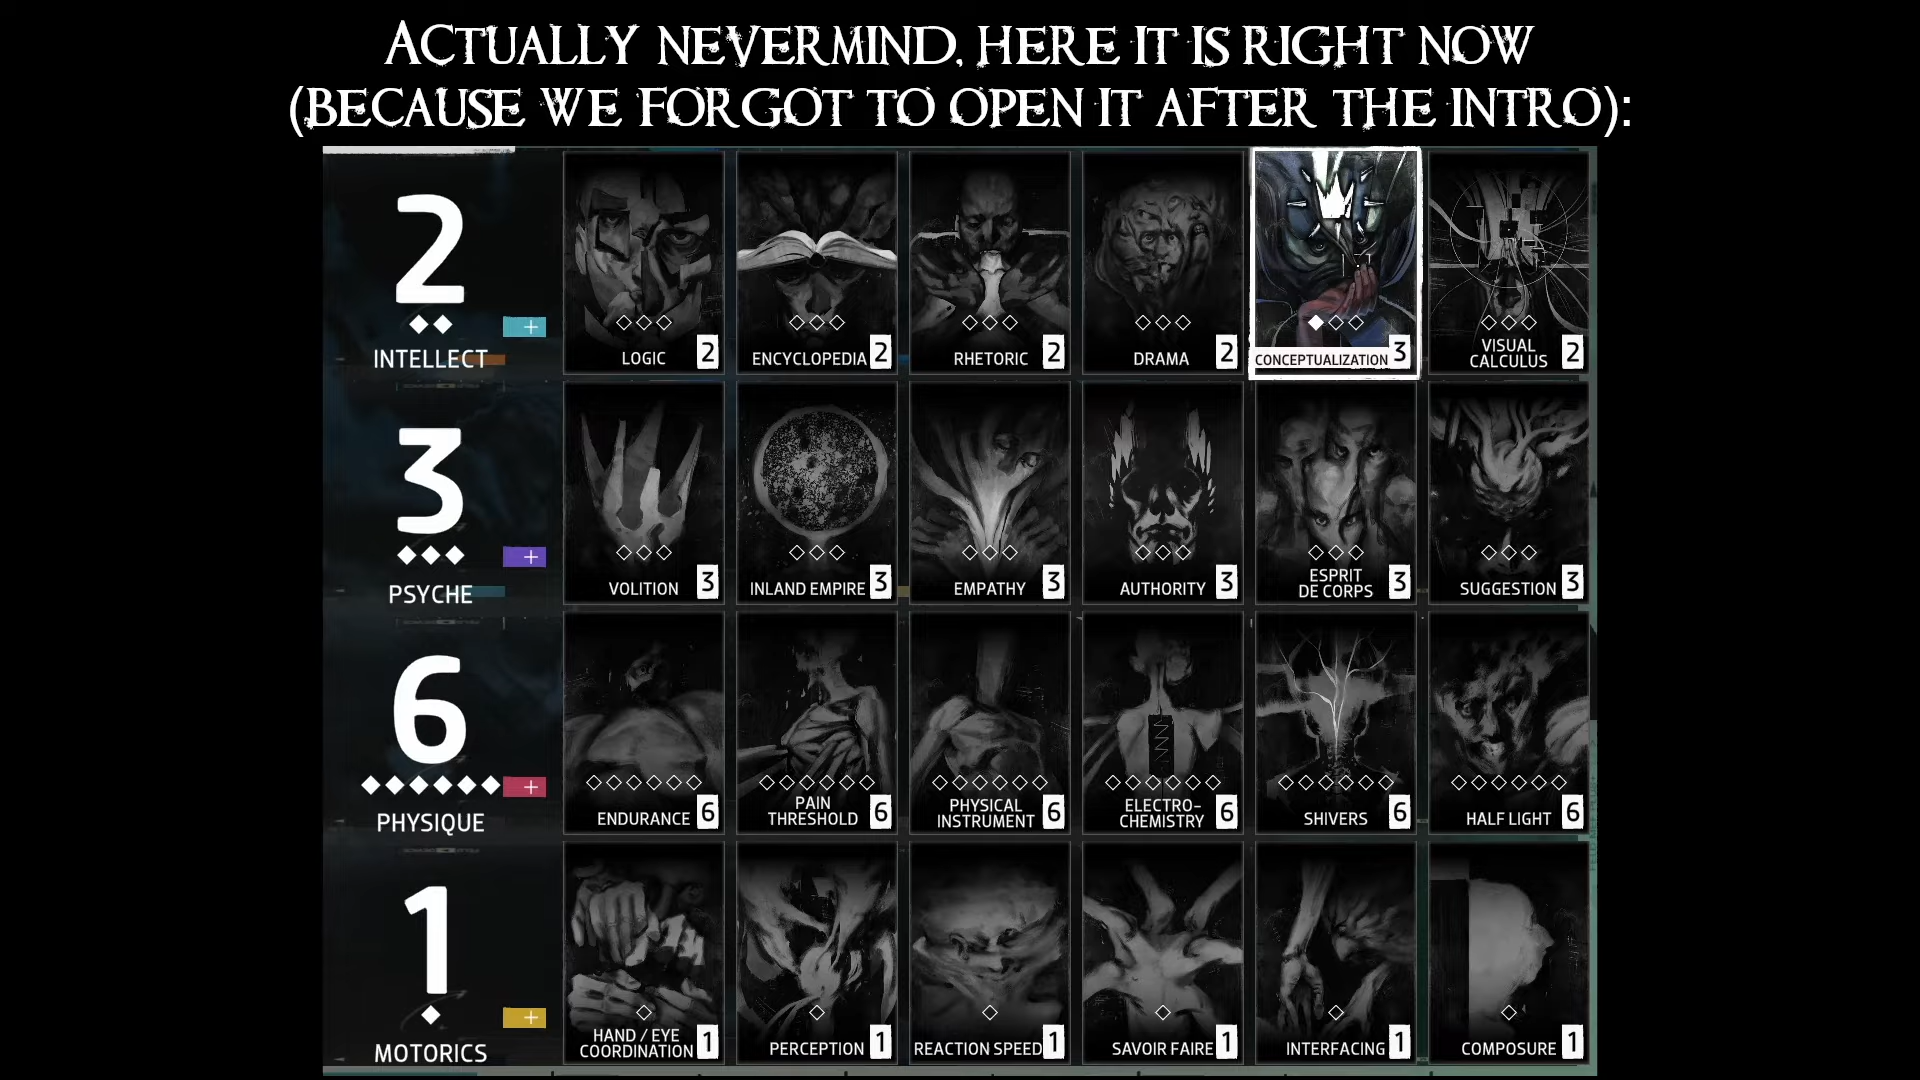 ACTUALLY NEVERMIND, HERE IT IS RIGHT NOW
(BECAUSE WE FORGOT TO OPEN IT AFTER THE INTRO):
2
INTELLECT
+
LOGIC 2
ENCYCLOPEDIA 2
RHETORIC 2
DRAMA 2
CONCEPTUALIZATION 3
VISUAL
CALCULUS 2
3
PSYCHE
+
VOLITION 3
INLAND EMPIRE 3
EMPATHY 3
AUTHORITY 3
ESPRIT
DE CORPS 3
SUGGESTION 3
6
PHYSIQUE
+
ENDURANCE 6
PAIN
THRESHOLD 6
PHYSICAL
INSTRUMENT 6
ELECTRO-
CHEMISTRY 6
SHIVERS 6
HALF LIGHT 6
1
MOTORICS
+
HAND / EYE
COORDINATION 1
PERCEPTION 1
REACTION SPEED 1
SAVOIR FAIRE 1
INTERFACING 1
COMPOSURE 1